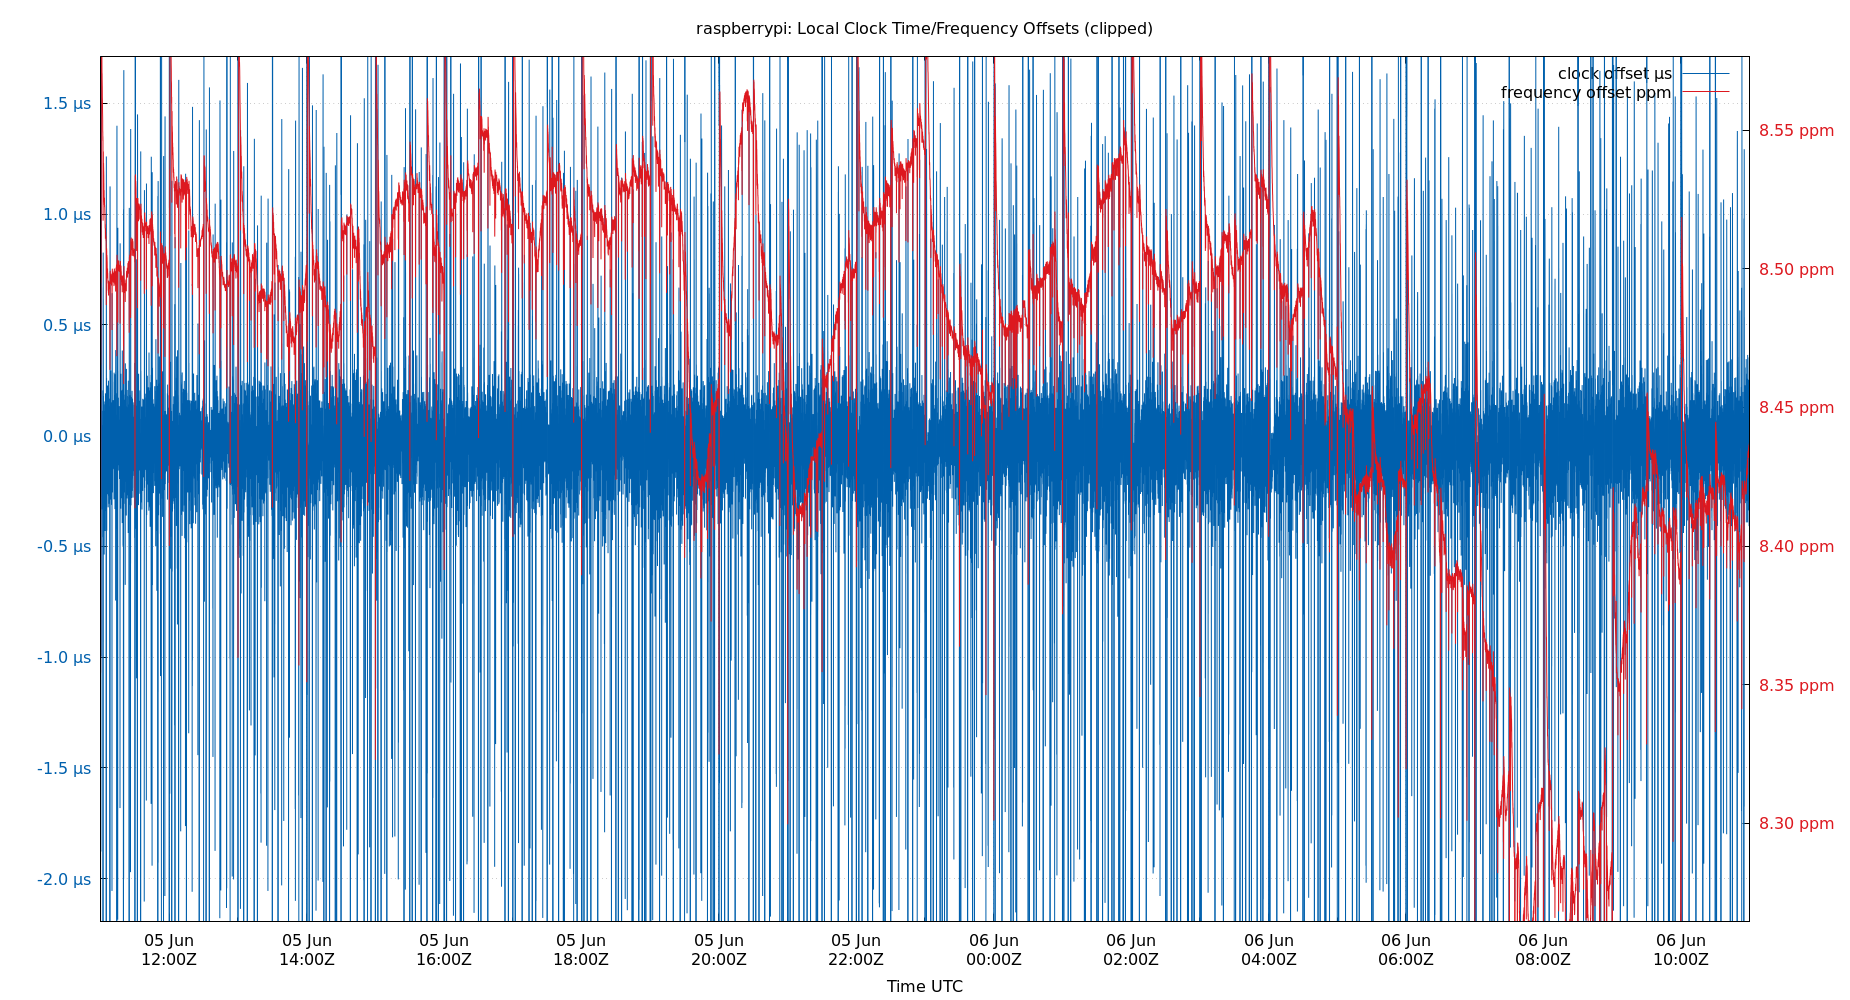 raspberrypi: Local Clock Time/Frequency Offsets (clipped)
clock offset µs
frequency offset ppm
1.5 µs
1.0 µs
0.5 µs
0.0 µs
-0.5 µs
-1.0 µs
-1.5 µs
-2.0 µs
8.55 ppm
8.50 ppm
8.45 ppm
8.40 ppm
8.35 ppm
8.30 ppm
05 Jun 05 Jun 05 Jun 05 Jun 05 Jun 05 Jun 06 Jun 06 Jun 06 Jun 06 Jun 06 Jun 06 Jun
12:00Z 14:00Z 16:00Z 18:00Z 20:00Z 22:00Z 00:00Z 02:00Z 04:00Z 06:00Z 08:00Z 10:00Z
Time UTC